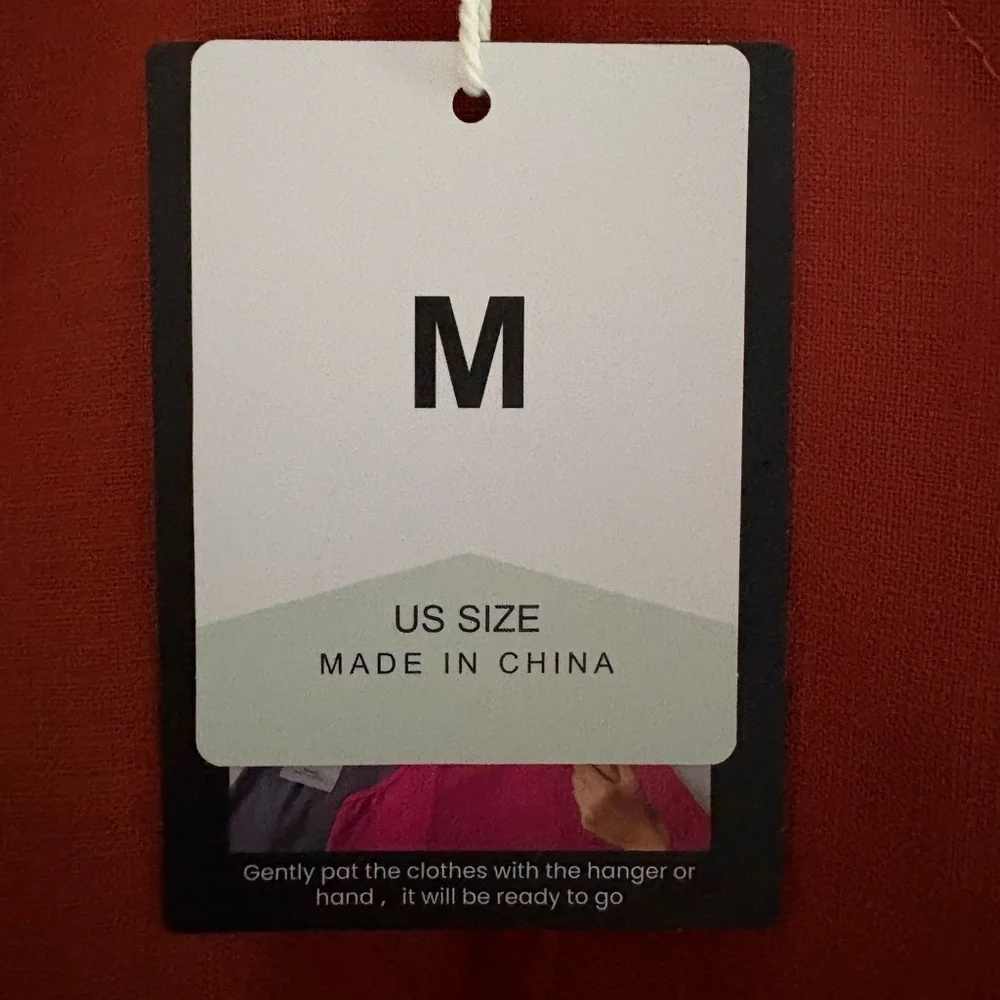 M
US SIZE
MADE IN CHINA
Gently pat the clothes with the hanger or
hand , it will be ready to go